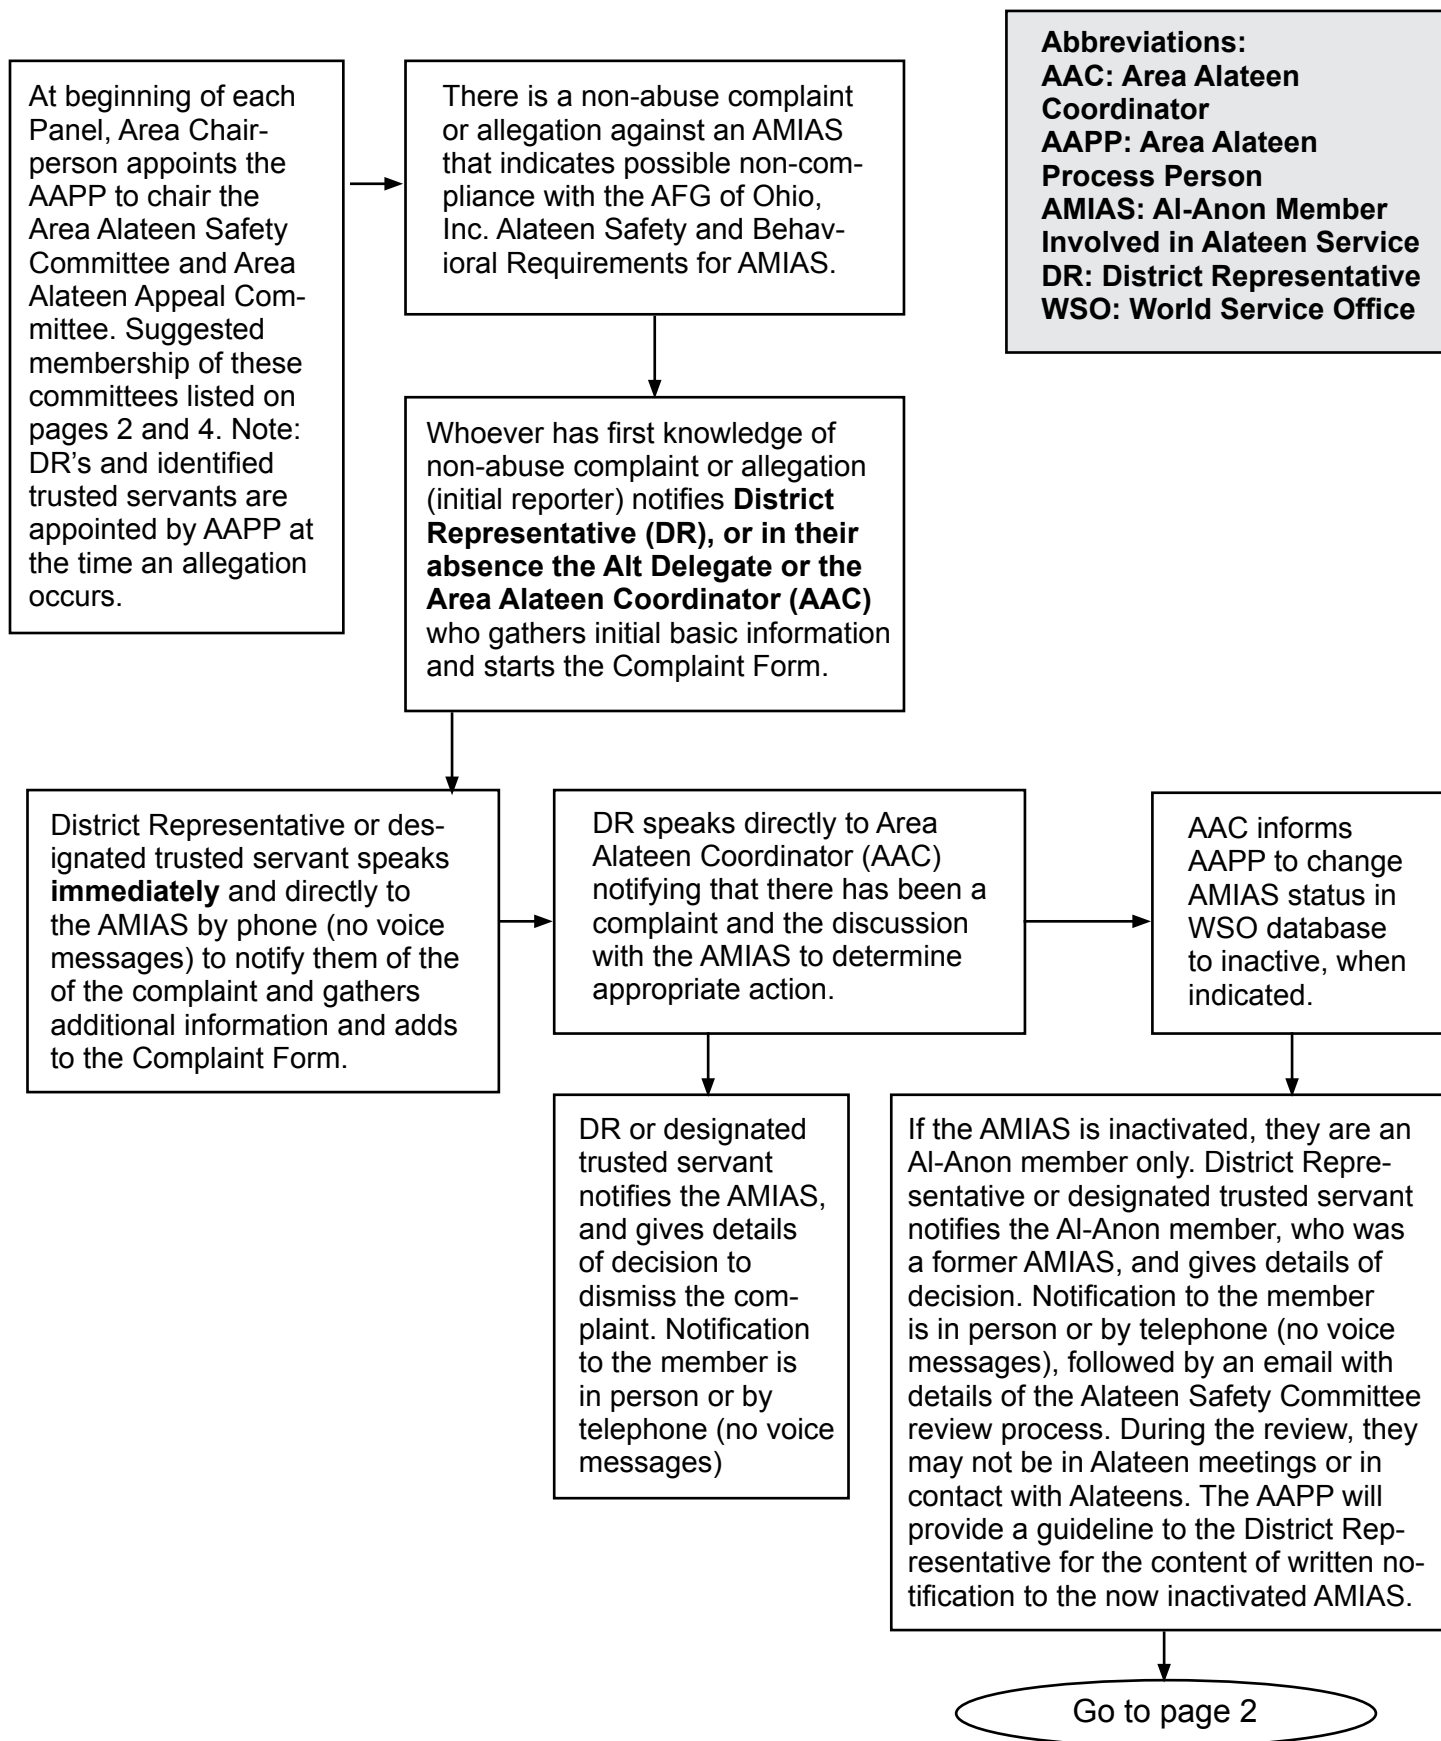 At beginning of each
Panel, Area Chair-
person appoints the
AAPP to chair the
Area Alateen Safety
Committee and Area
Alateen Appeal Com-
mittee. Suggested
membership of these
committees listed on
pages 2 and 4. Note:
DR’s and identified
trusted servants are
appointed by AAPP at
the time an allegation
occurs.
There is a non-abuse complaint
or allegation against an AMIAS
that indicates possible non-com-
pliance with the AFG of Ohio,
Inc. Alateen Safety and Behav-
ioral Requirements for AMIAS.
Abbreviations:
AAC: Area Alateen
Coordinator
AAPP: Area Alateen
Process Person
AMIAS: Al-Anon Member
Involved in Alateen Service
DR: District Representative
WSO: World Service Office
Whoever has first knowledge of
non-abuse complaint or allegation
(initial reporter) notifies District
Representative (DR), or in their
absence the Alt Delegate or the
Area Alateen Coordinator (AAC)
who gathers initial basic information
and starts the Complaint Form.
District Representative or des-
ignated trusted servant speaks
immediately and directly to
the AMIAS by phone (no voice
messages) to notify them of the
of the complaint and gathers
additional information and adds
to the Complaint Form.
DR speaks directly to Area
Alateen Coordinator (AAC)
notifying that there has been a
complaint and the discussion
with the AMIAS to determine
appropriate action.
AAC informs
AAPP to change
AMIAS status in
WSO database
to inactive, when
indicated.
DR or designated
trusted servant
notifies the AMIAS,
and gives details
of decision to
dismiss the com-
plaint. Notification
to the member is
in person or by
telephone (no voice
messages)
If the AMIAS is inactivated, they are an
Al-Anon member only. District Repre-
sentative or designated trusted servant
notifies the Al-Anon member, who was
a former AMIAS, and gives details of
decision. Notification to the member
is in person or by telephone (no voice
messages), followed by an email with
details of the Alateen Safety Committee
review process. During the review, they
may not be in Alateen meetings or in
contact with Alateens. The AAPP will
provide a guideline to the District Rep-
resentative for the content of written no-
tification to the now inactivated AMIAS.
Go to page 2